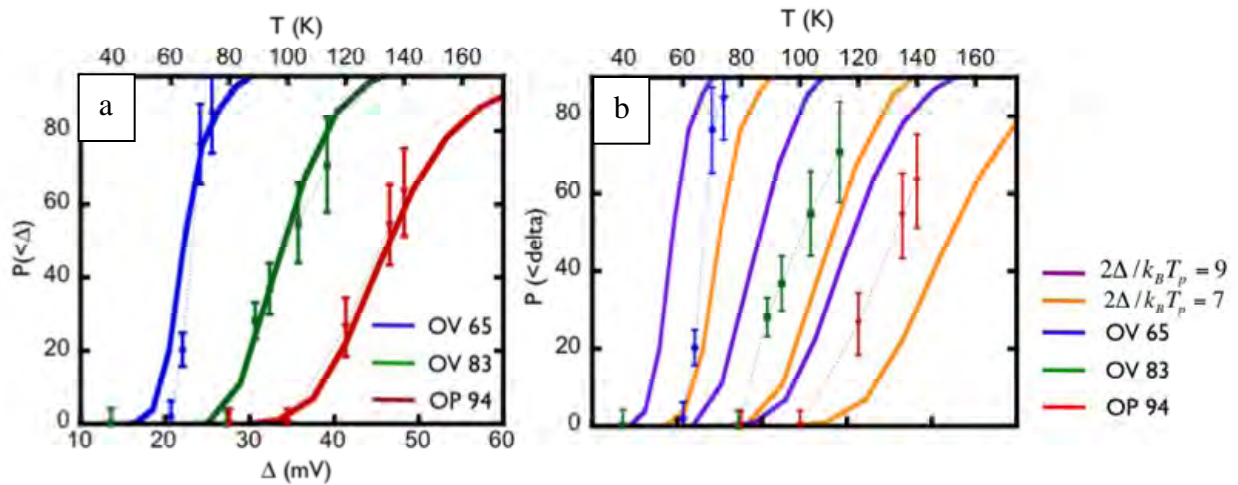 T (K)
40 60 80 100 120 140 160
a
P(<Δ)
80
60
40
20
0
OV 65
OV 83
OP 94
10 20 30 40 50 60
Δ (mV)
T (K)
40 60 80 100 120 140 160
b
P (<delta)
80
60
40
20
0
2Δ/k_BT_p = 9
2Δ/k_BT_p = 7
OV 65
OV 83
OP 94